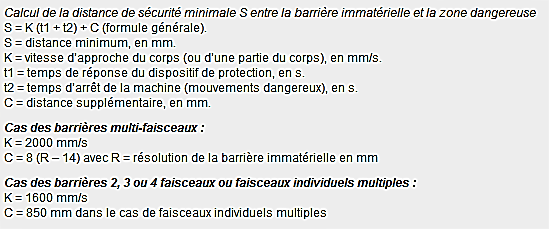 Calcul de la distance de sécurité minimale S entre la barrière immatérielle et la zone dangereuse
S = K (t1 + t2) + C (formule générale).
S = distance minimum, en mm.
K = vitesse d'approche du corps (ou d'une partie du corps), en mm/s.
t1 = temps de réponse du dispositif de protection, en s.
t2 = temps d'arrêt de la machine (mouvements dangereux), en s.
C = distance supplémentaire, en mm.
Cas des barrières multi-faisceaux :
K = 2000 mm/s
C = 8 (R – 14) avec R = résolution de la barrière immatérielle en mm
Cas des barrières 2, 3 ou 4 faisceaux ou faisceaux individuels multiples :
K = 1600 mm/s
C = 850 mm dans le cas de faisceaux individuels multiples